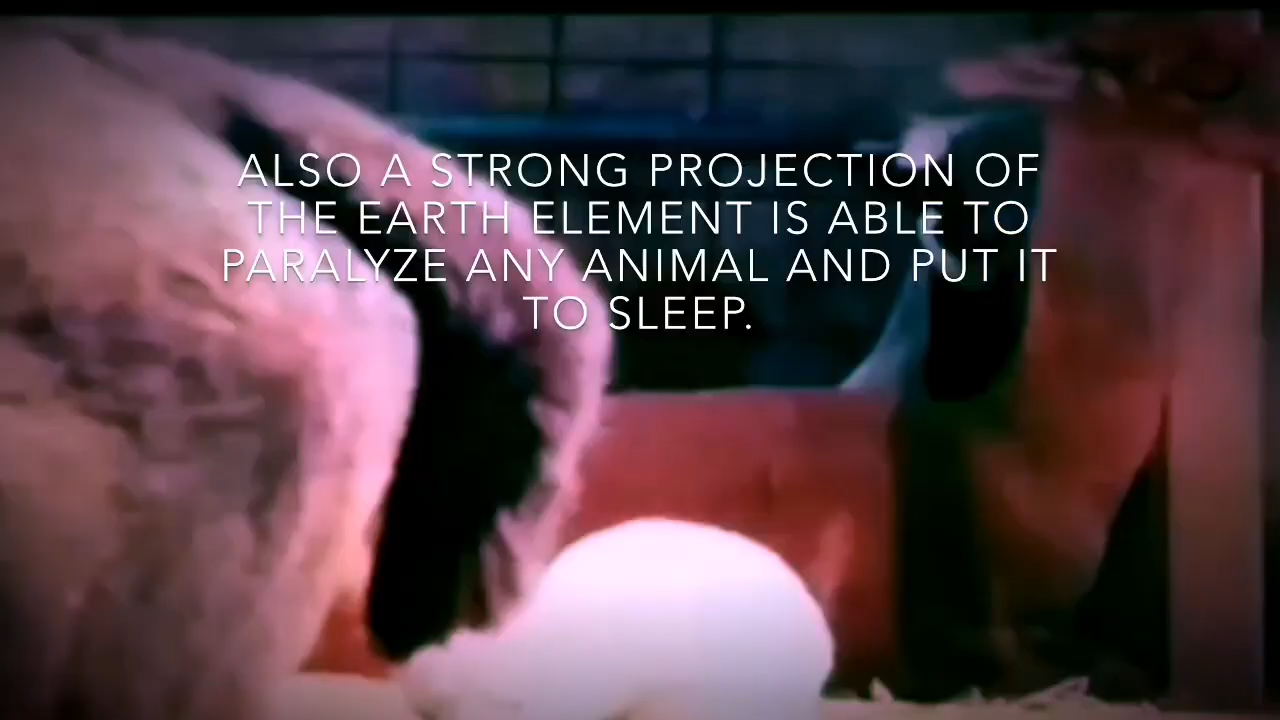 ALSO A STRONG PROJECTION OF
THE EARTH ELEMENT IS ABLE TO
PARALYZE ANY ANIMAL AND PUT IT
TO SLEEP.